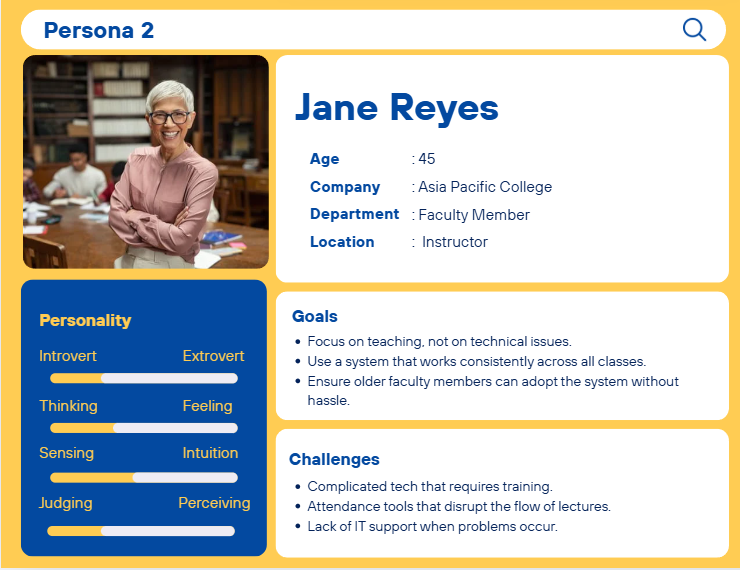 Persona 2
Jane Reyes
Age : 45
Company : Asia Pacific College
Department : Faculty Member
Location : Instructor
Personality
Introvert Extrovert
Thinking Feeling
Sensing Intuition
Judging Perceiving
Goals
• Focus on teaching, not on technical issues.
• Use a system that works consistently across all classes.
• Ensure older faculty members can adopt the system without
hassle.
Challenges
• Complicated tech that requires training.
• Attendance tools that disrupt the flow of lectures.
• Lack of IT support when problems occur.